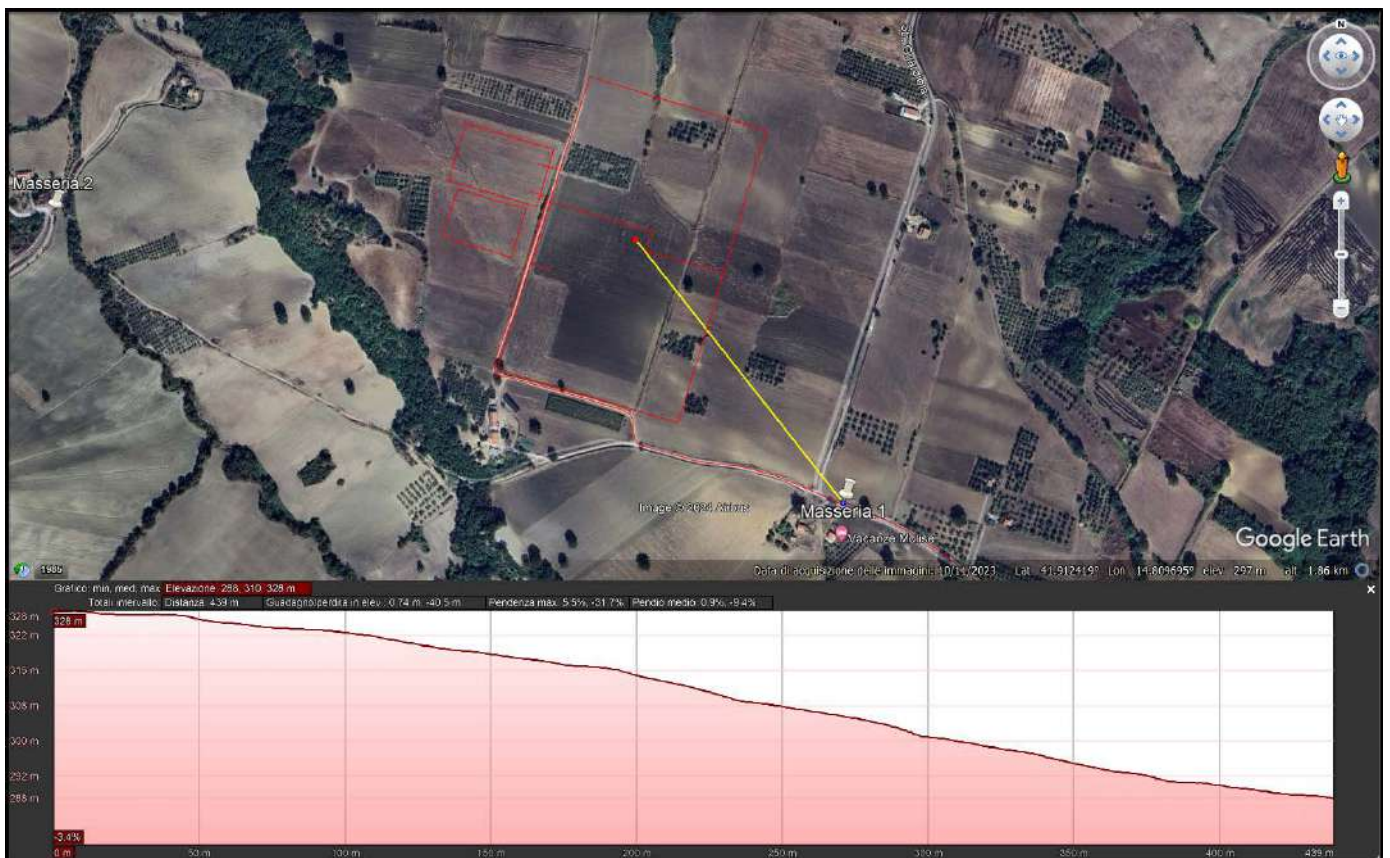 N
Masseria.2
Masseria.1
Vacanze Molise
Image © 2024 Airbus
Google Earth
1985
Data di acquisizione delle immagini: 10/11/2023 Lat 41.912419° Lon 14.809695° elev 297 m alt 1.86 km
Grafico: min, med, max Elevazione: 288, 310, 328 m
Totali intervallo: Distanza: 439 m Guadagno/perdita in elev.: 0.74 m, -40.5 m Pendenza max: 5.5%, -31.7% Pendio medio: 0.9%, -9.4%
328 m
328 m
322 m
315 m
308 m
300 m
292 m
288 m
-3.4%
0 m 50 m 100 m 150 m 200 m 250 m 300 m 350 m 400 m 439 m